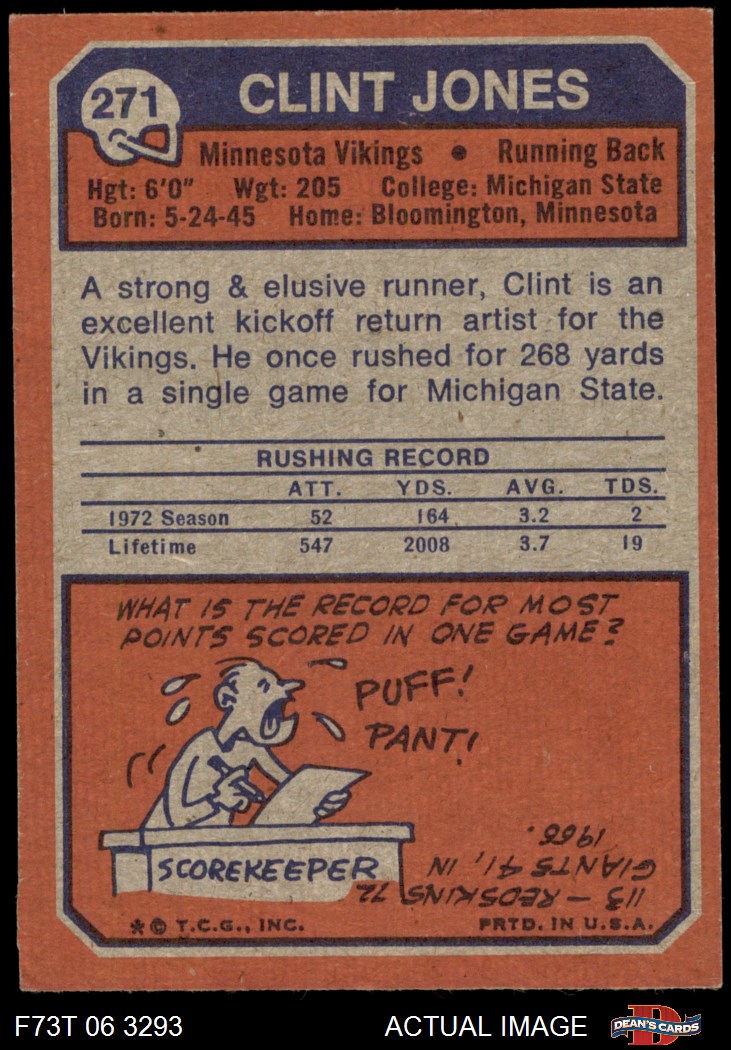 271
CLINT JONES
Minnesota Vikings • Running Back
Hgt: 6'0" Wgt: 205 College: Michigan State
Born: 5-24-45 Home: Bloomington, Minnesota
A strong & elusive runner, Clint is an
excellent kickoff return artist for the
Vikings. He once rushed for 268 yards
in a single game for Michigan State.
RUSHING RECORD
ATT. YDS. AVG. TDS.
1972 Season 52 164 3.2 2
Lifetime 547 2008 3.7 19
WHAT IS THE RECORD FOR MOST
POINTS SCORED IN ONE GAME?
PUFF!
PANT!
SCOREKEEPER
113 — REDSKINS 72
GIANTS 41, IN
1966.
*© T.C.G., INC. PRTD. IN U.S.A.
F73T 06 3293 ACTUAL IMAGE
D
DEAN'S CARDS